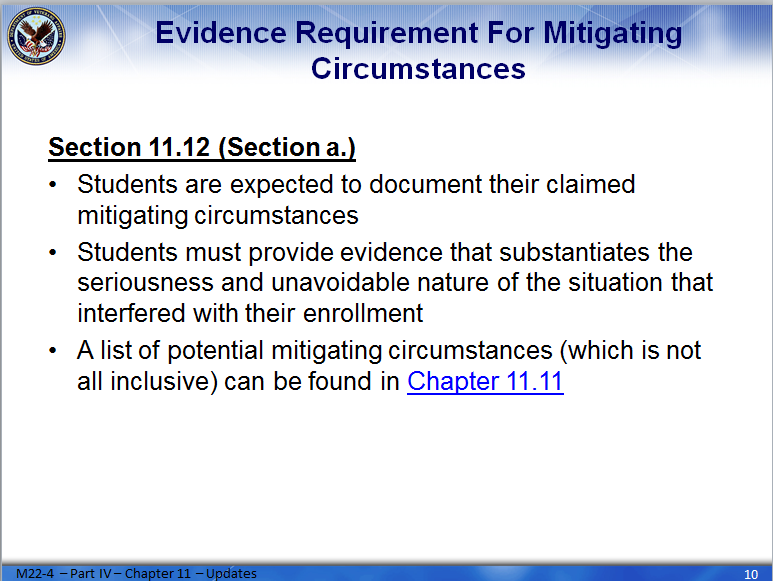 Evidence Requirement For Mitigating
Circumstances
Section 11.12 (Section a.)
• Students are expected to document their claimed
mitigating circumstances
• Students must provide evidence that substantiates the
seriousness and unavoidable nature of the situation that
interfered with their enrollment
• A list of potential mitigating circumstances (which is not
all inclusive) can be found in Chapter 11.11
M22-4 – Part IV – Chapter 11 – Updates
10